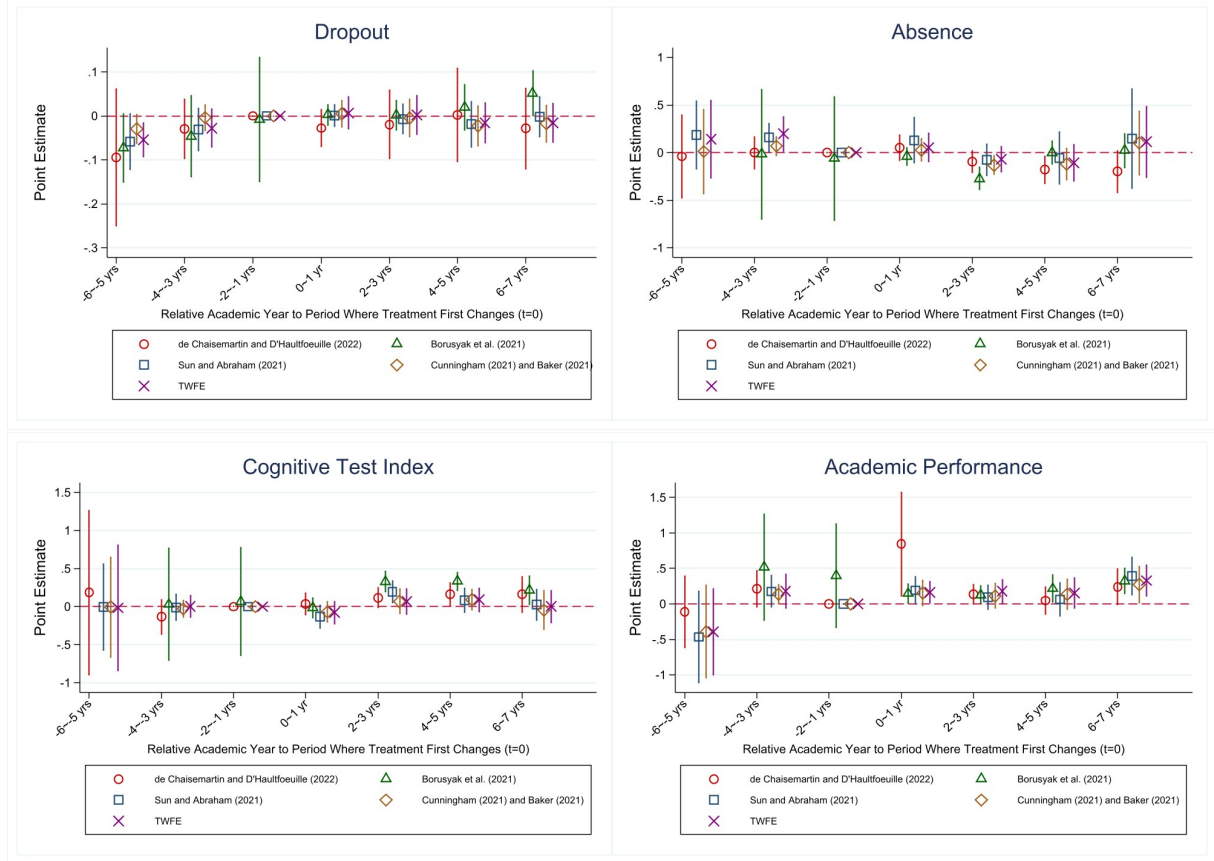 Dropout
Point Estimate
.1
0
-.1
-.2
-.3
-6~-5 yrs
-4~-3 yrs
-2~-1 yrs
0~1 yr
2~3 yrs
4~5 yrs
6~7 yrs
Relative Academic Year to Period Where Treatment First Changes (t=0)
de Chaisemartin and D'Haultfoeuille (2022) Borusyak et al. (2021)
Sun and Abraham (2021) Cunningham (2021) and Baker (2021)
TWFE
Absence
Point Estimate
1
.5
0
-.5
-1
-6~-5 yrs
-4~-3 yrs
-2~-1 yrs
0~1 yr
2~3 yrs
4~5 yrs
6~7 yrs
Relative Academic Year to Period Where Treatment First Changes (t=0)
de Chaisemartin and D'Haultfoeuille (2022) Borusyak et al. (2021)
Sun and Abraham (2021) Cunningham (2021) and Baker (2021)
TWFE
Cognitive Test Index
Point Estimate
1.5
1
.5
0
-.5
-1
-6~-5 yrs
-4~-3 yrs
-2~-1 yrs
0~1 yr
2~3 yrs
4~5 yrs
6~7 yrs
Relative Academic Year to Period Where Treatment First Changes (t=0)
de Chaisemartin and D'Haultfoeuille (2022) Borusyak et al. (2021)
Sun and Abraham (2021) Cunningham (2021) and Baker (2021)
TWFE
Academic Performance
Point Estimate
1.5
1
.5
0
-.5
-1
-6~-5 yrs
-4~-3 yrs
-2~-1 yrs
0~1 yr
2~3 yrs
4~5 yrs
6~7 yrs
Relative Academic Year to Period Where Treatment First Changes (t=0)
de Chaisemartin and D'Haultfoeuille (2022) Borusyak et al. (2021)
Sun and Abraham (2021) Cunningham (2021) and Baker (2021)
TWFE